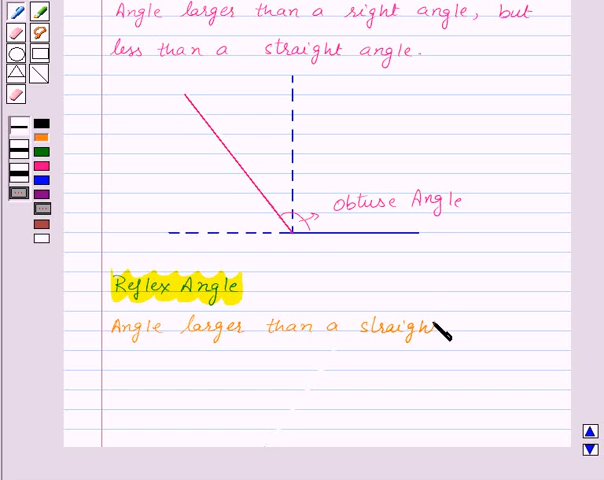 Angle larger than a right angle, but
less than a straight angle.
Obtuse Angle
Reflex Angle
Angle larger than a straigh